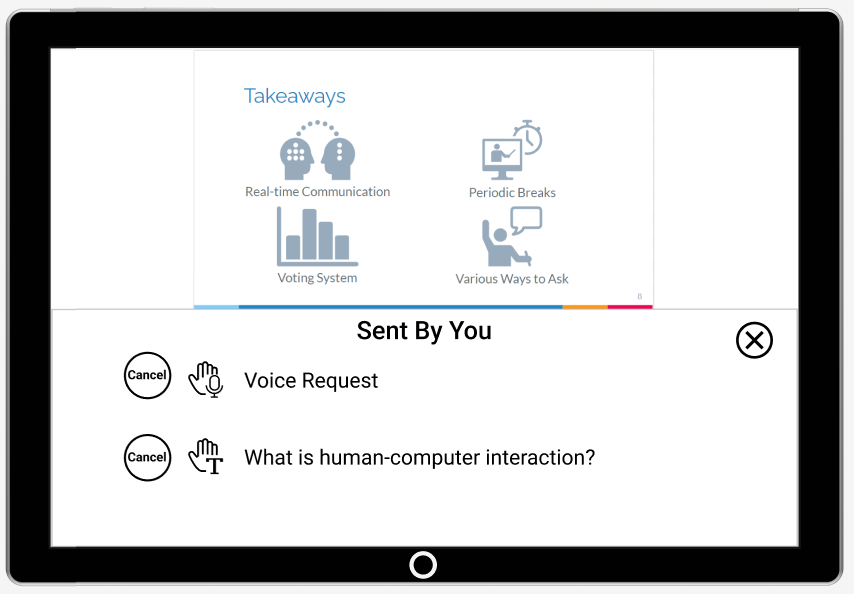 Takeaways
Real-time Communication
Periodic Breaks
Voting System
Various Ways to Ask
8
Sent By You
Cancel
Voice Request
Cancel
T
What is human-computer interaction?